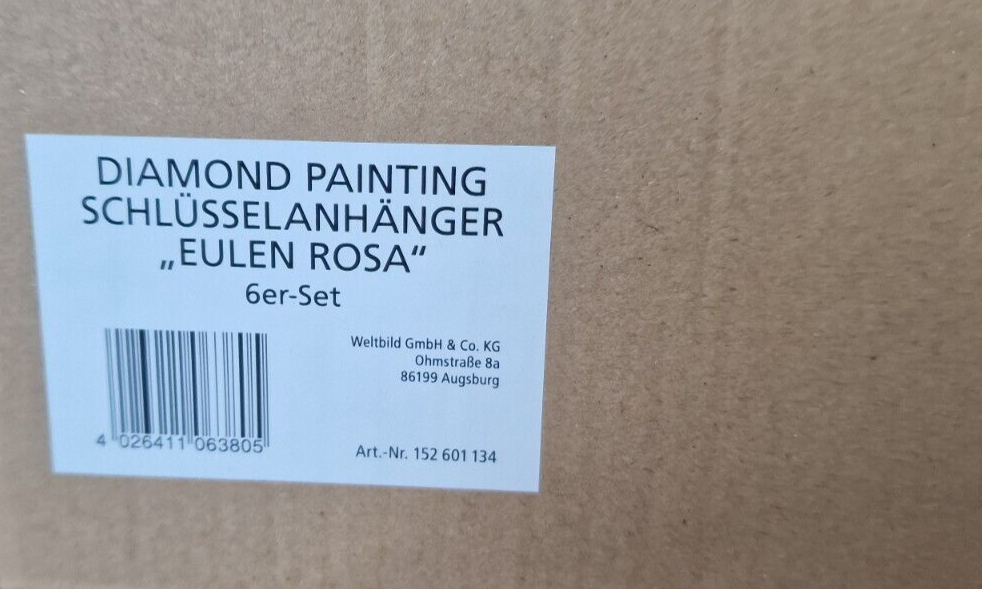 DIAMOND PAINTING
SCHLÜSSELANHÄNGER
„EULEN ROSA“
6er-Set
Weltbild GmbH & Co. KG
Ohmstraße 8a
86199 Augsburg
4 026411 063805
Art.-Nr. 152 601 134